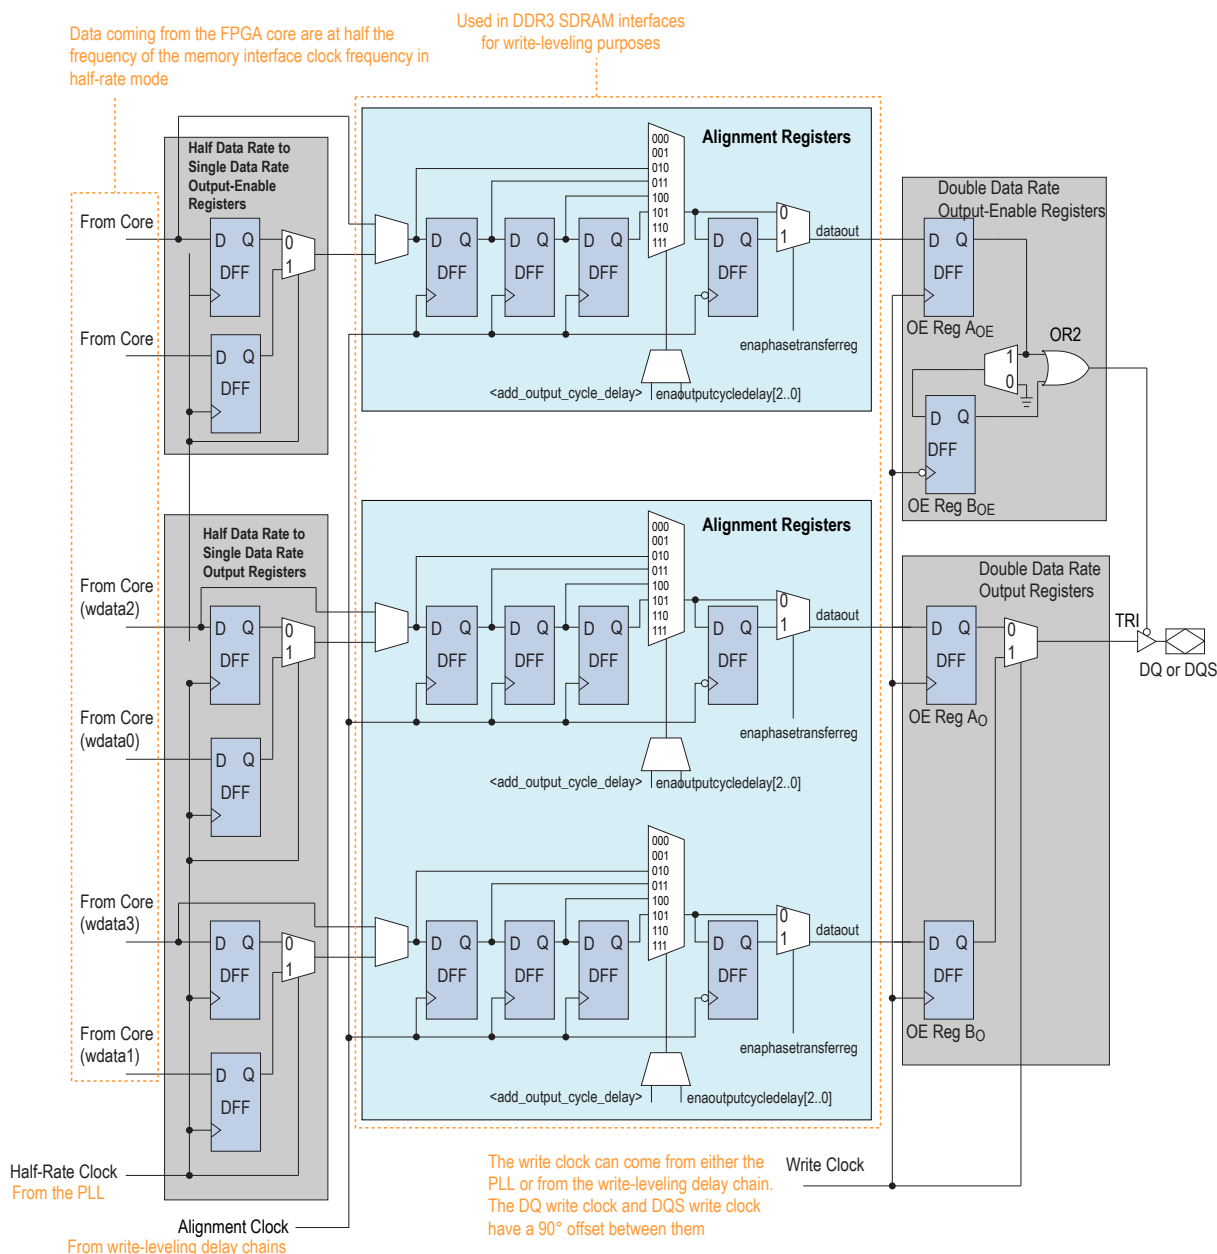 Used in DDR3 SDRAM interfaces
for write-leveling purposes
Data coming from the FPGA core are at half the
frequency of the memory interface clock frequency in
half-rate mode
Half Data Rate to
Single Data Rate
Output-Enable
Registers
From Core
D Q
DFF
0
1
From Core
D Q
DFF
Alignment Registers
000
001
010
011
100
101
110
111
D Q
DFF
D Q
DFF
D Q
DFF
D Q
DFF
0
1
dataout
enaphasetransferreg
<add_output_cycle_delay>
enaoutputcycledelay[2..0]
Double Data Rate
Output-Enable Registers
D Q
DFF
OE Reg AOE
OR2
1
0
D Q
DFF
OE Reg BOE
Half Data Rate to
Single Data Rate
Output Registers
From Core
(wdata2)
D Q
DFF
0
1
From Core
(wdata0)
D Q
DFF
Alignment Registers
000
001
010
011
100
101
110
111
D Q
DFF
D Q
DFF
D Q
DFF
D Q
DFF
0
1
dataout
enaphasetransferreg
<add_output_cycle_delay>
enaoutputcycledelay[2..0]
Double Data Rate
Output Registers
D Q
DFF
OE Reg AO
0
1
TRI
DQ or DQS
From Core
(wdata3)
D Q
DFF
0
1
From Core
(wdata1)
D Q
DFF
000
001
010
011
100
101
110
111
D Q
DFF
D Q
DFF
D Q
DFF
D Q
DFF
0
1
dataout
enaphasetransferreg
<add_output_cycle_delay>
enaoutputcycledelay[2..0]
D Q
DFF
OE Reg BO
Half-Rate Clock
From the PLL
Alignment Clock
From write-leveling delay chains
The write clock can come from either the
PLL or from the write-leveling delay chain.
The DQ write clock and DQS write clock
have a 90° offset between them
Write Clock